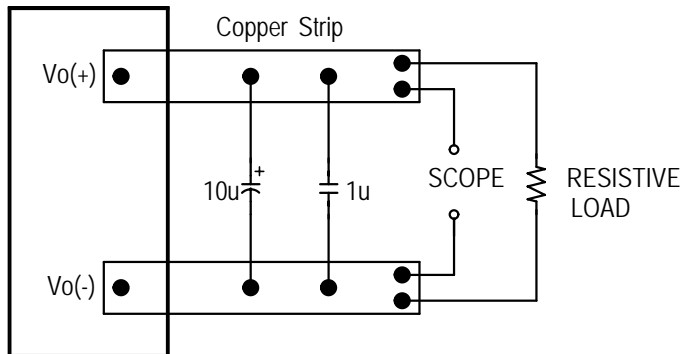 Copper Strip
Vo(+)
+
10u
1u
SCOPE
RESISTIVE
LOAD
Vo(-)